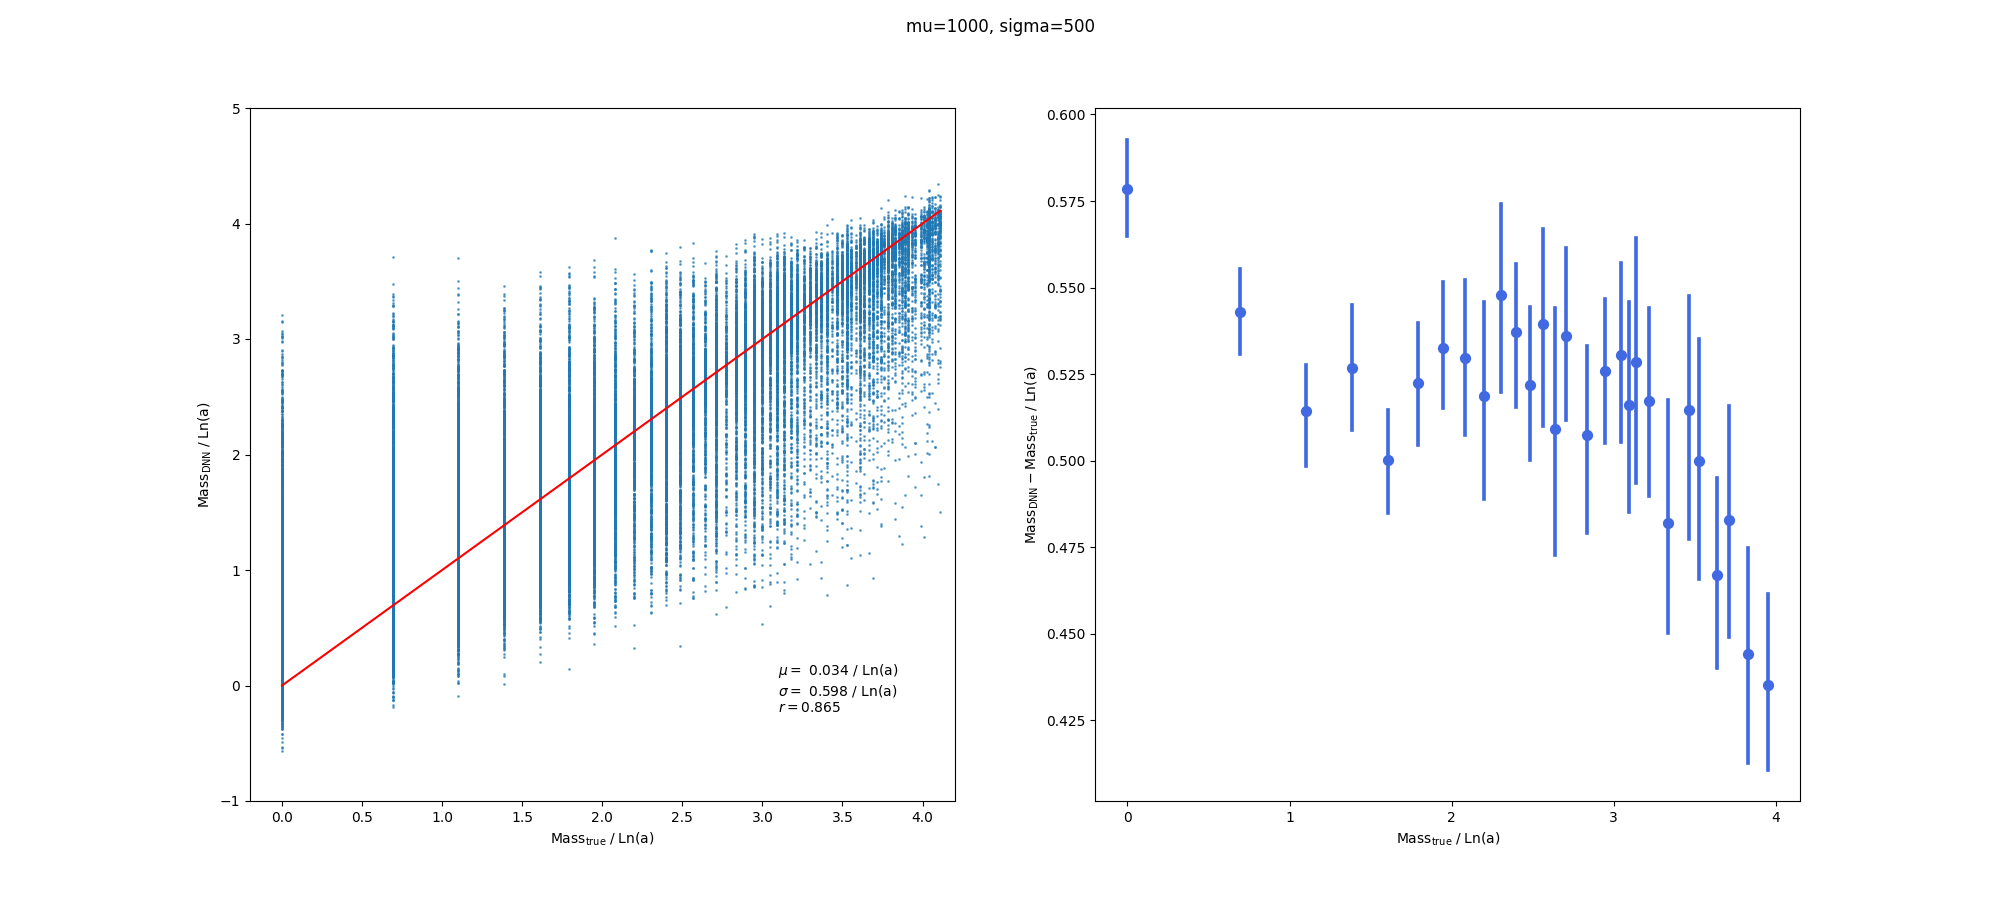 mu=1000, sigma=500
5
4
3
2
1
0
−1
Mass_DNN / Ln(a)
μ = 0.034 / Ln(a)
σ = 0.598 / Ln(a)
r = 0.865
0.0 0.5 1.0 1.5 2.0 2.5 3.0 3.5 4.0
Mass_true / Ln(a)
0.600
0.575
0.550
0.525
0.500
0.475
0.450
0.425
Mass_DNN − Mass_true / Ln(a)
0 1 2 3 4
Mass_true / Ln(a)